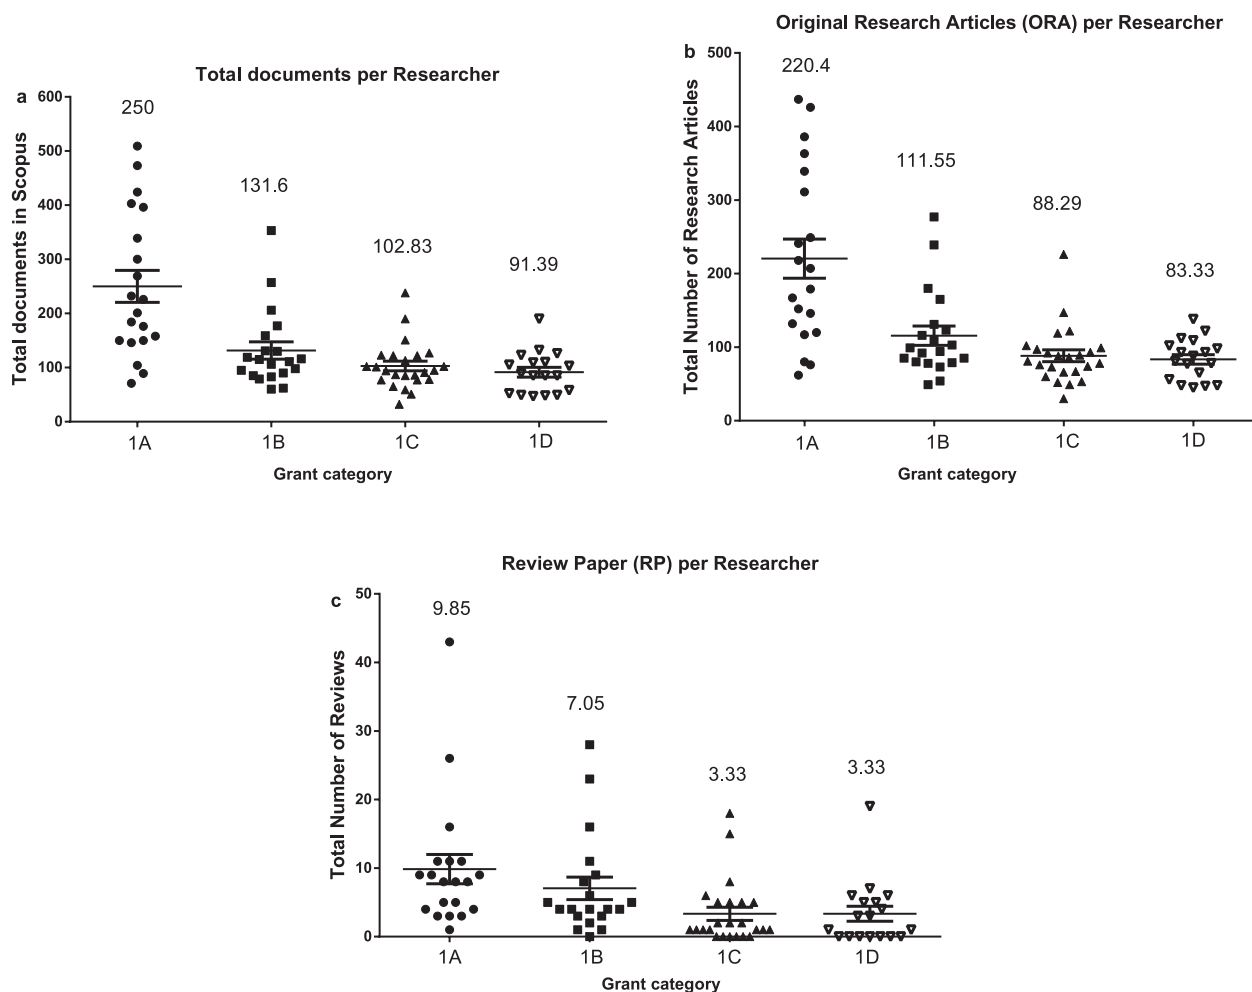 Total documents per Researcher
a
600
500
400
300
200
100
0
Total documents in Scopus
250
131.6
102.83
91.39
1A 1B 1C 1D
Grant category
Original Research Articles (ORA) per Researcher
b
500
400
300
200
100
0
Total Number of Research Articles
220.4
111.55
88.29
83.33
1A 1B 1C 1D
Grant category
Review Paper (RP) per Researcher
c
50
40
30
20
10
0
Total Number of Reviews
9.85
7.05
3.33
3.33
1A 1B 1C 1D
Grant category